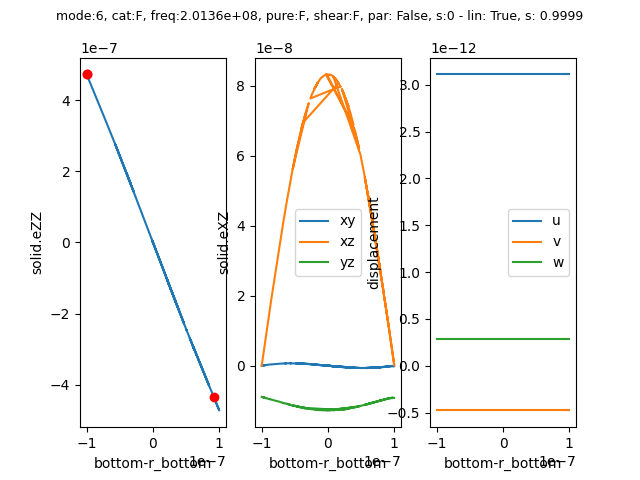 mode:6, cat:F, freq:2.0136e+08, pure:F, shear:F, par: False, s:0 - lin: True, s: 0.9999
1e−7
4
2
0
−2
−4
solid.eZZ
−1
0
1
1e−7
bottom-r_bottom
1e−8
8
6
4
2
0
solid.eXZ
xy
xz
yz
−1
0
1
1e−7
bottom-r_bottom
1e−12
3.0
2.5
2.0
1.5
1.0
0.5
0.0
−0.5
displacement
u
v
w
−1
0
1
1e−7
bottom-r_bottom